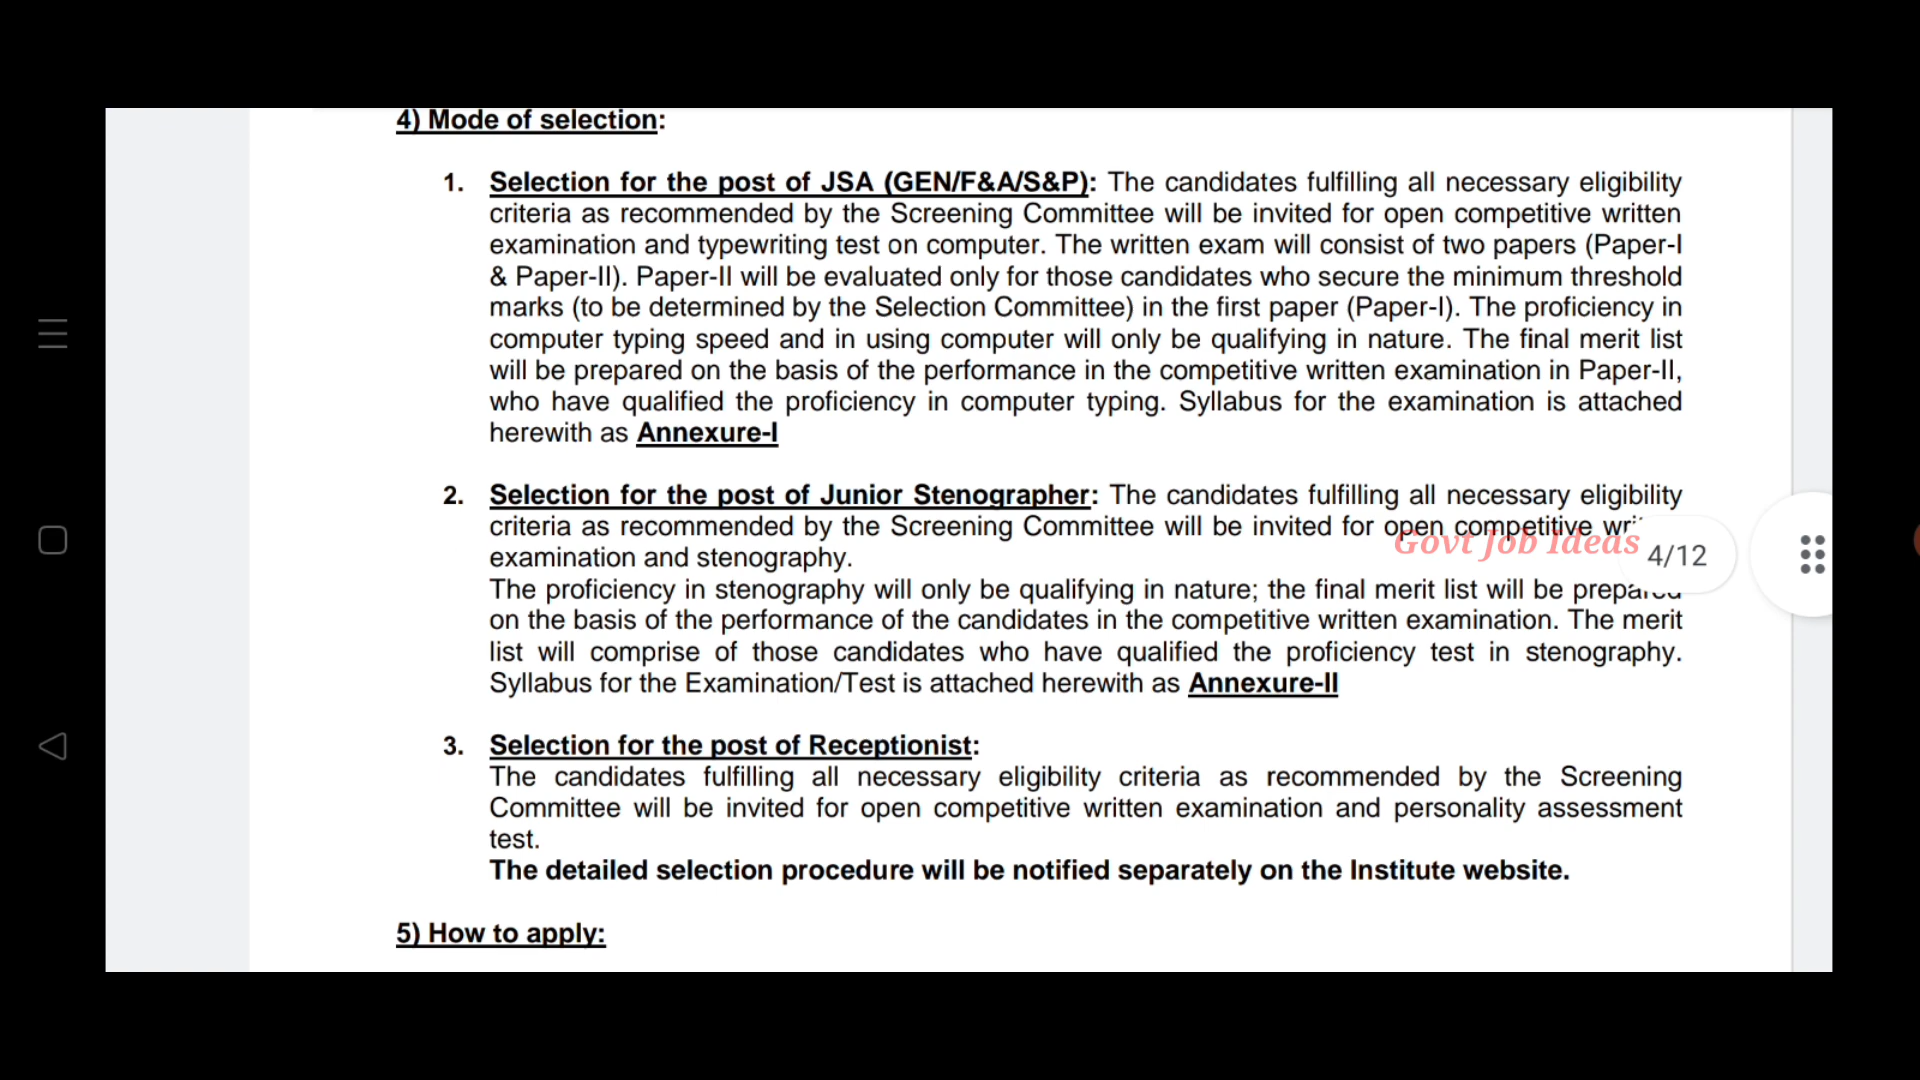 4) Mode of selection:
1. Selection for the post of JSA (GEN/F&A/S&P): The candidates fulfilling all necessary eligibility
criteria as recommended by the Screening Committee will be invited for open competitive written
examination and typewriting test on computer. The written exam will consist of two papers (Paper-I
& Paper-II). Paper-II will be evaluated only for those candidates who secure the minimum threshold
marks (to be determined by the Selection Committee) in the first paper (Paper-I). The proficiency in
computer typing speed and in using computer will only be qualifying in nature. The final merit list
will be prepared on the basis of the performance in the competitive written examination in Paper-II,
who have qualified the proficiency in computer typing. Syllabus for the examination is attached
herewith as Annexure-I
2. Selection for the post of Junior Stenographer: The candidates fulfilling all necessary eligibility
criteria as recommended by the Screening Committee will be invited for open competitive
Govt Job Ideas
4/12
examination and stenography.
The proficiency in stenography will only be qualifying in nature; the final merit list will be prepared
on the basis of the performance of the candidates in the competitive written examination. The merit
list will comprise of those candidates who have qualified the proficiency test in stenography.
Syllabus for the Examination/Test is attached herewith as Annexure-II
3. Selection for the post of Receptionist:
The candidates fulfilling all necessary eligibility criteria as recommended by the Screening
Committee will be invited for open competitive written examination and personality assessment
test.
The detailed selection procedure will be notified separately on the Institute website.
5) How to apply: